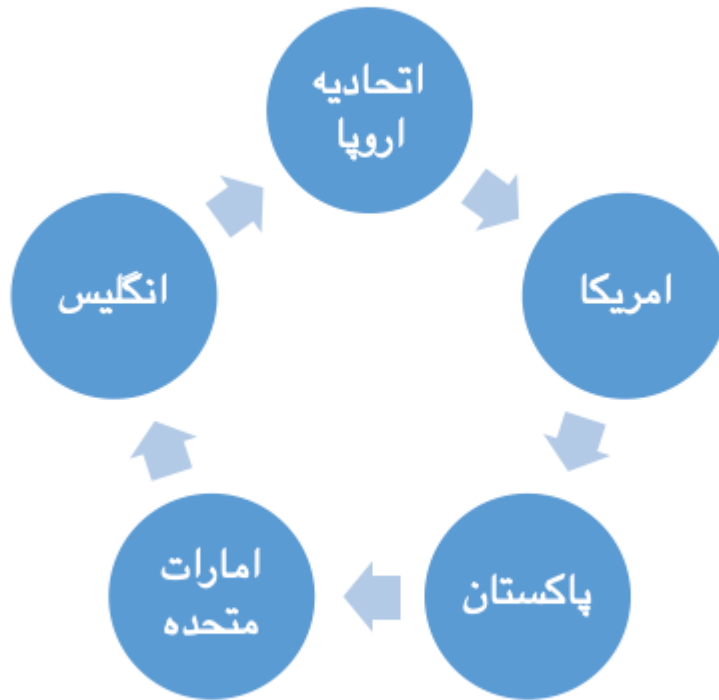 اتحادیه
اروپا
امریکا
پاکستان
امارات
متحده
انگلیس